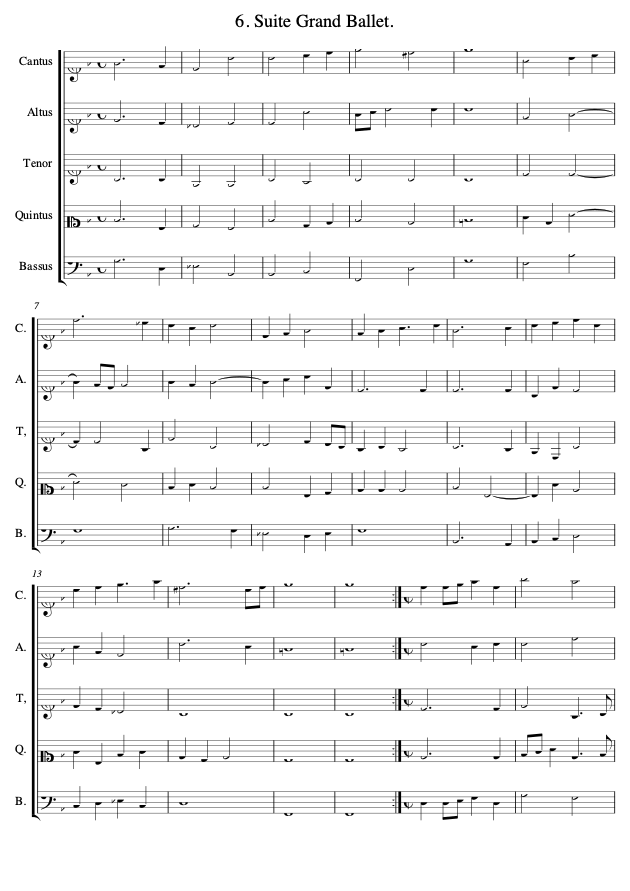 6. Suite Grand Ballet.
Cantus
Altus
Tenor
Quintus
Bassus
7
C.
A.
T,
Q.
B.
13
C.
A.
T,
Q.
B.